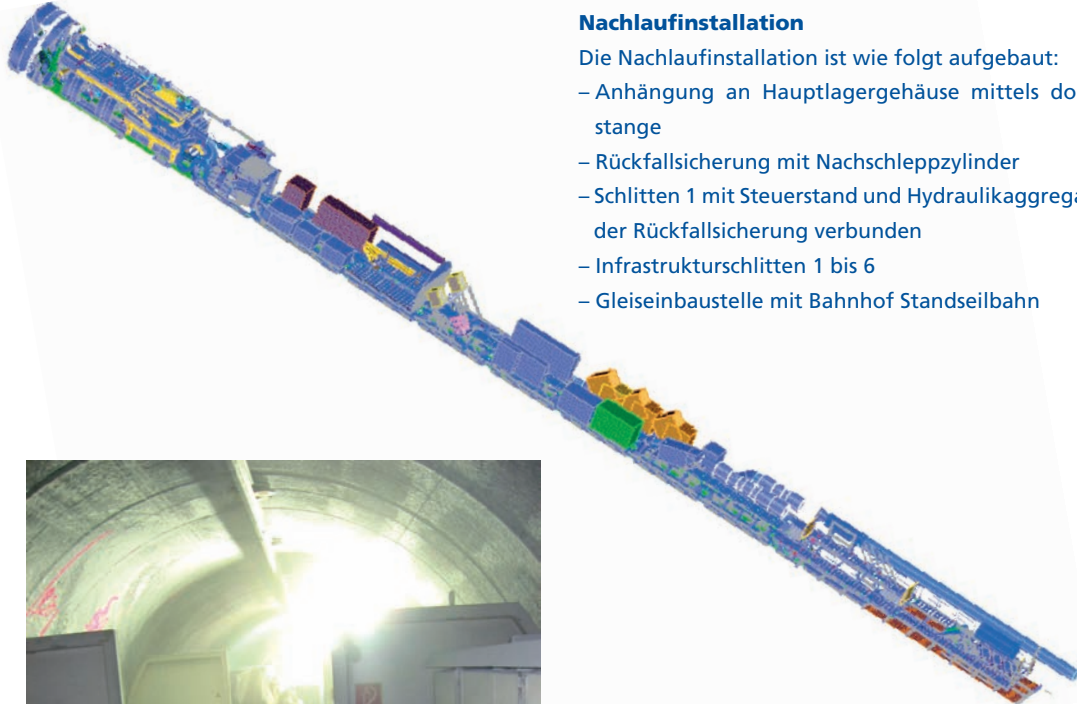 Nachlaufinstallation
Die Nachlaufinstallation ist wie folgt aufgebaut:
– Anhängung an Hauptlagergehäuse mittels
stange
– Rückfallsicherung mit Nachschleppzylinder
– Schlitten 1 mit Steuerstand und
der Rückfallsicherung verbunden
– Infrastrukturschlitten 1 bis 6
– Gleiseinbaustelle mit Bahnhof Standseilbahn